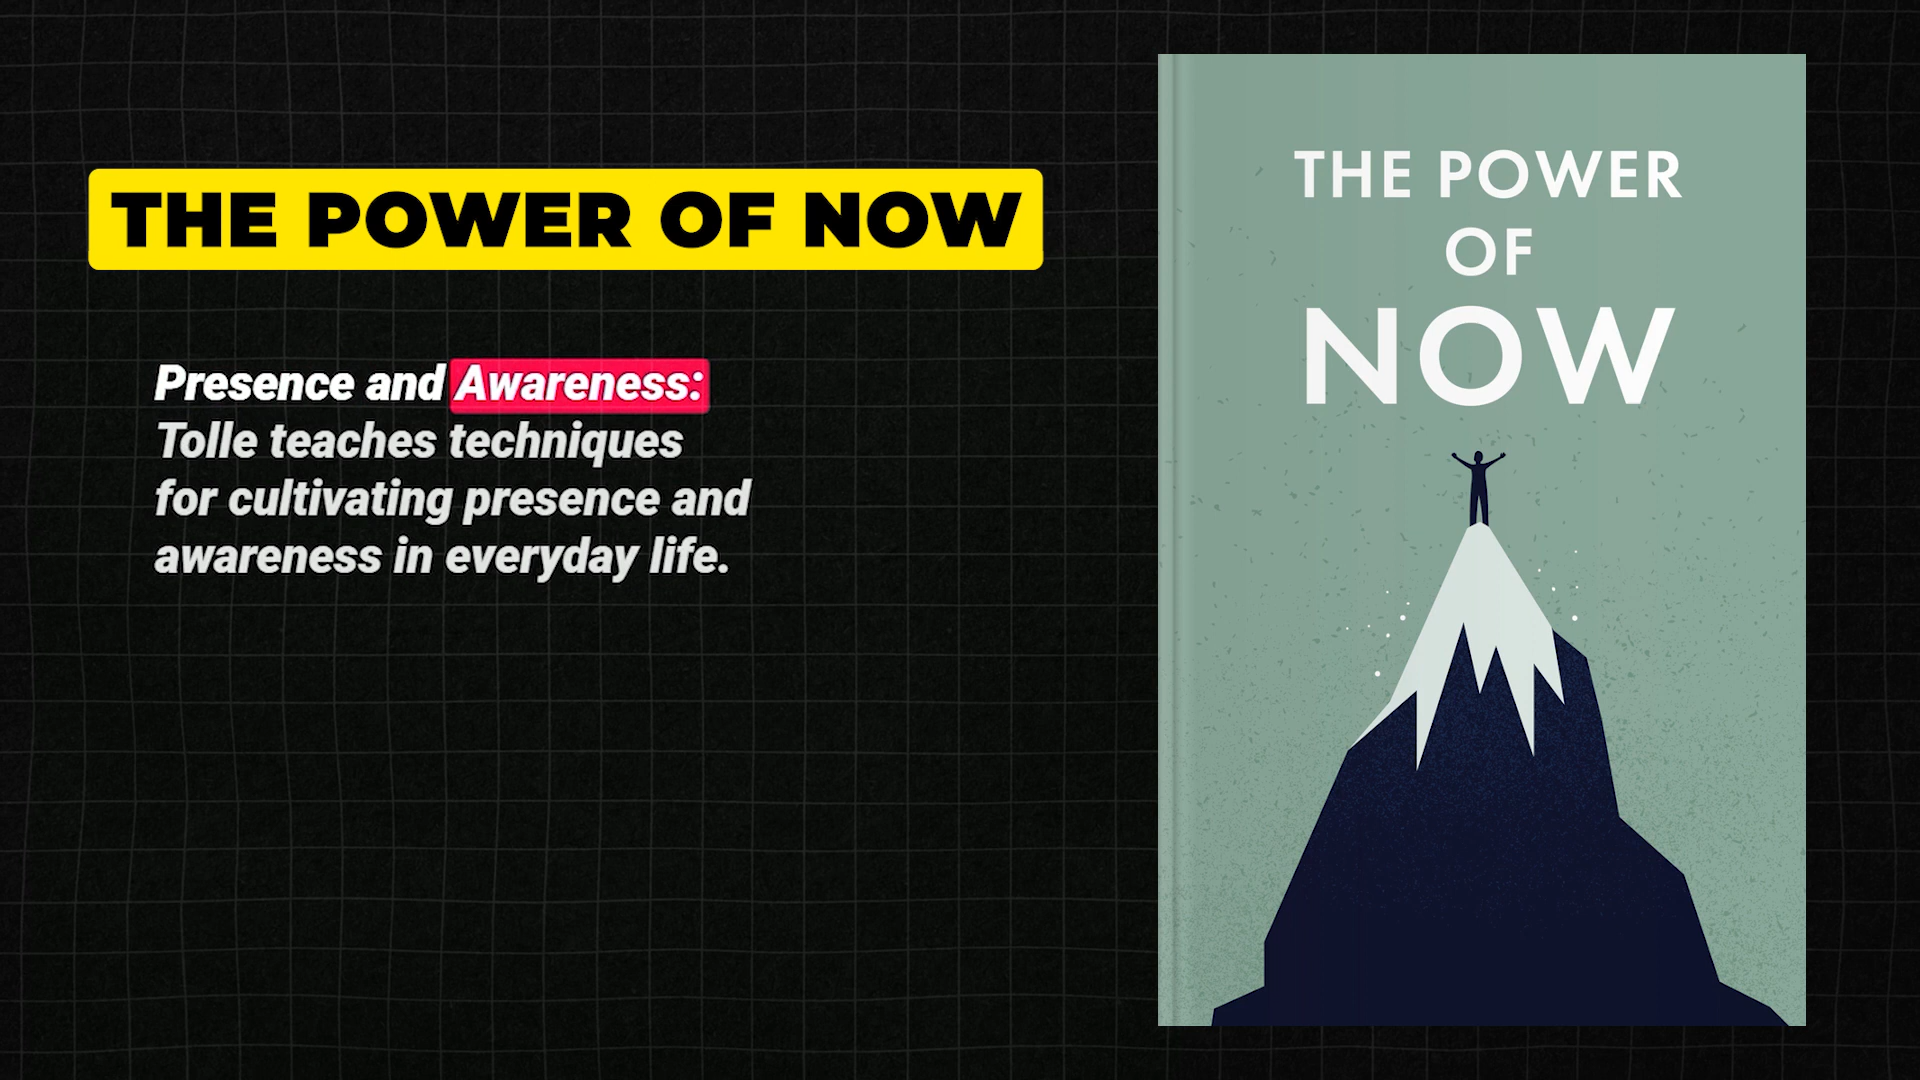 THE POWER OF NOW
Presence and Awareness:
Tolle teaches techniques
for cultivating presence and
awareness in everyday life.
THE POWER
OF
NOW